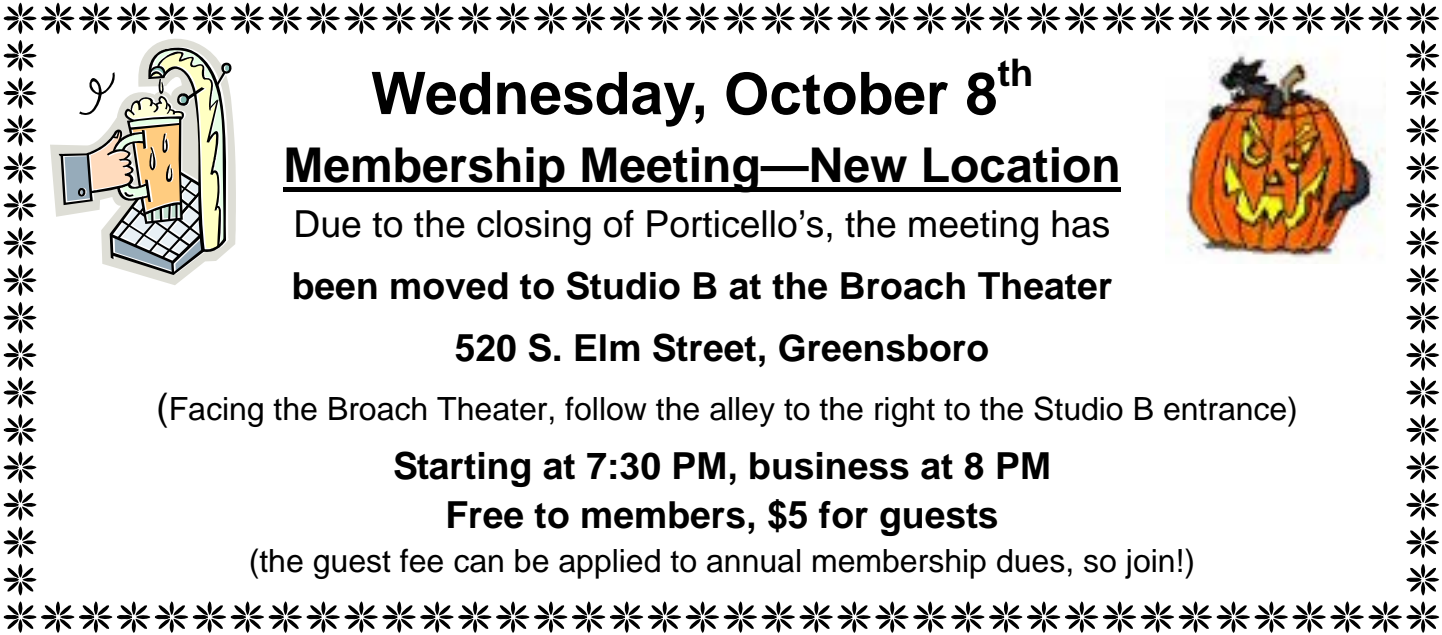 Wednesday, October 8th
Membership Meeting—New Location
Due to the closing of Porticello’s, the meeting has
been moved to Studio B at the Broach Theater
520 S. Elm Street, Greensboro
(Facing the Broach Theater, follow the alley to the right to the Studio B entrance)
Starting at 7:30 PM, business at 8 PM
Free to members, $5 for guests
(the guest fee can be applied to annual membership dues, so join!)